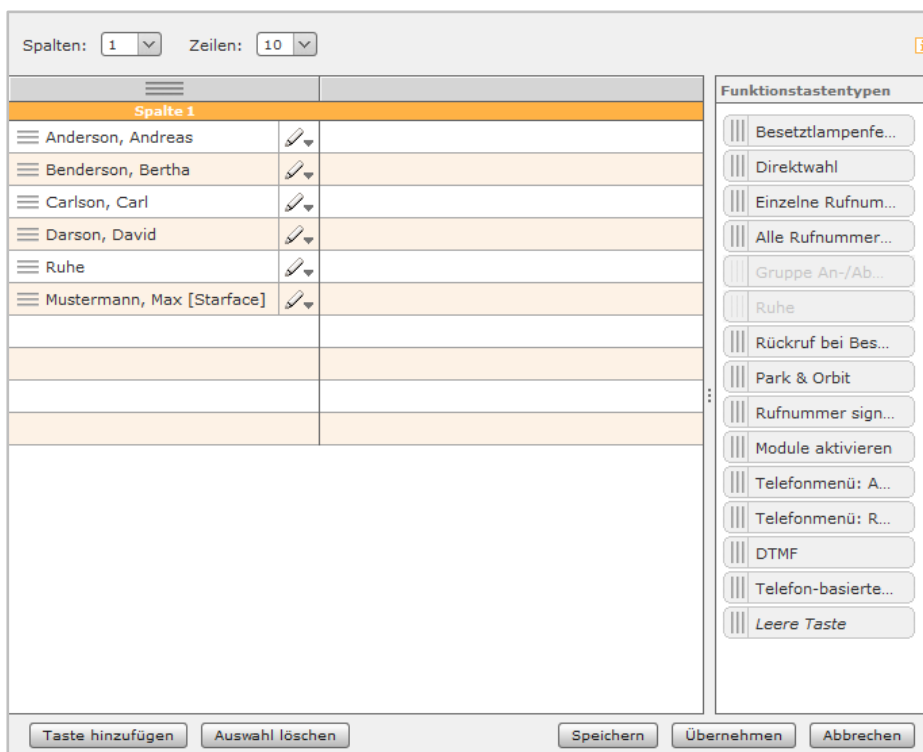 Spalten: 1 Zeilen: 10
Funktionstastentypen
Spalte 1
Anderson, Andreas
Benderson, Bertha
Carlson, Carl
Darson, David
Ruhe
Mustermann, Max [Starface]
Besetztlampenfe...
Direktwahl
Einzelne Rufnum...
Alle Rufnummer...
Gruppe An-/Ab...
Ruhe
Rückruf bei Bes...
Park & Orbit
Rufnummer sign...
Module aktivieren
Telefonmenü: A...
Telefonmenü: R...
DTMF
Telefon-basierte...
Leere Taste
Taste hinzufügen Auswahl löschen Speichern Übernehmen Abbrechen